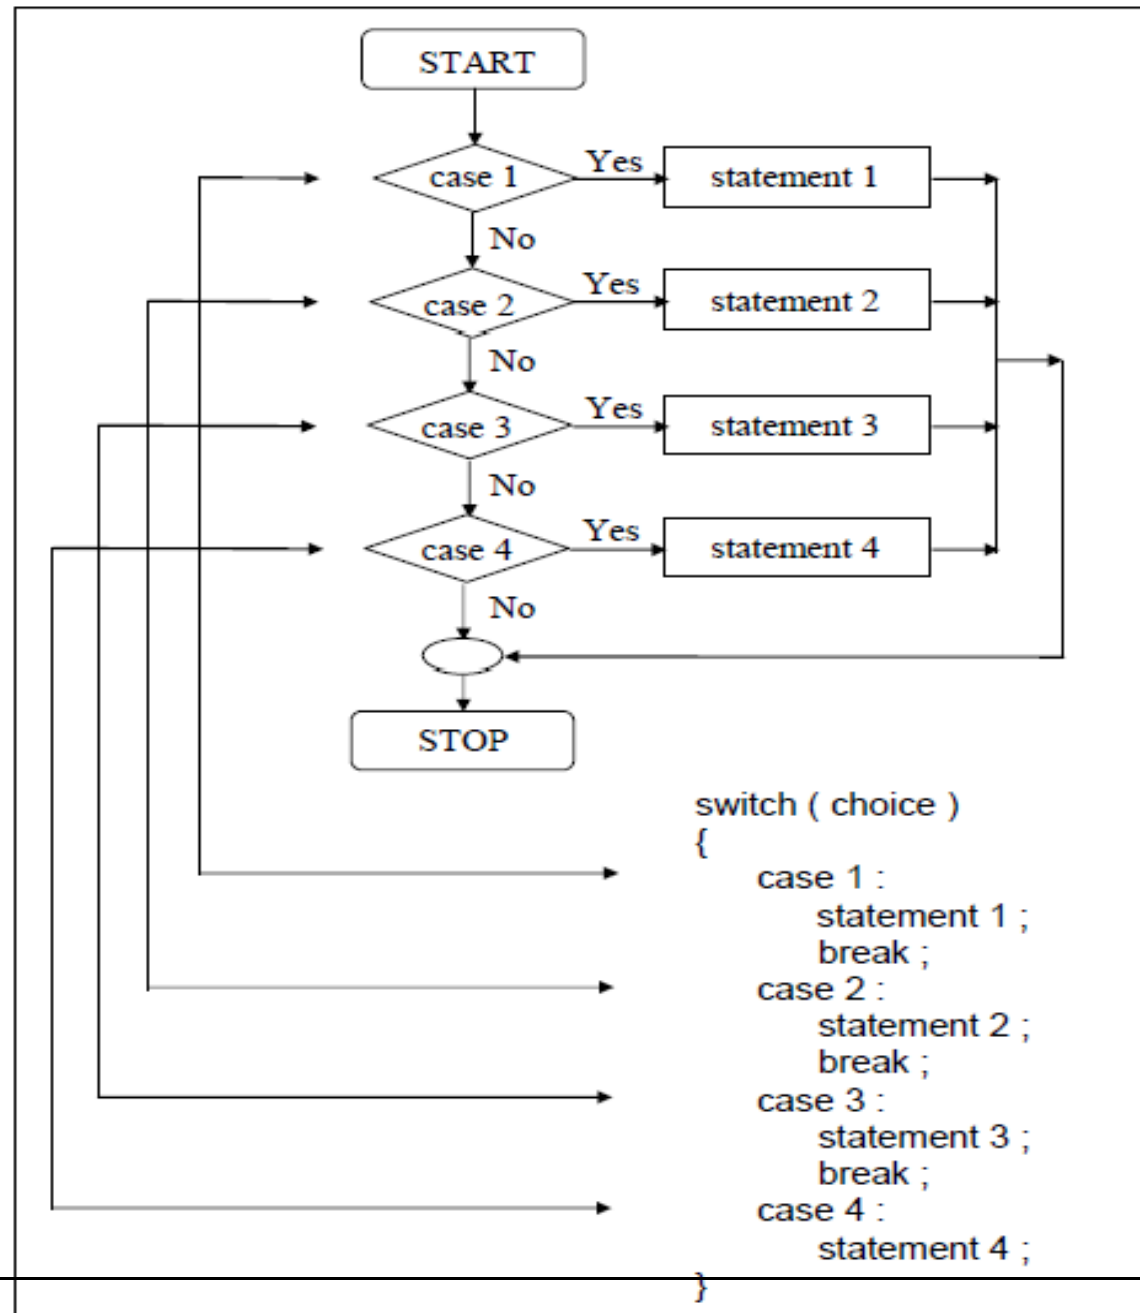 START
case 1
Yes
statement 1
No
case 2
Yes
statement 2
No
case 3
Yes
statement 3
No
case 4
Yes
statement 4
No
STOP
switch ( choice )
{
case 1 :
statement 1 ;
break ;
case 2 :
statement 2 ;
break ;
case 3 :
statement 3 ;
break ;
case 4 :
statement 4 ;
}